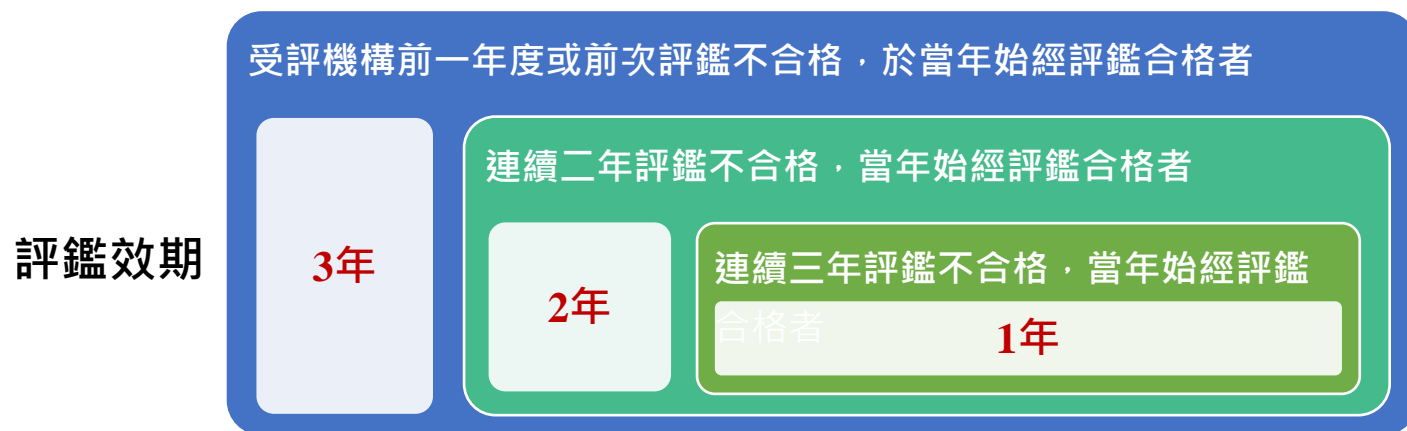 受評機構前一年度或前次評鑑不合格，於當年始經評鑑合格者
連續二年評鑑不合格，當年始經評鑑合格者
評鑑效期
3年
2年
連續三年評鑑不合格，當年始經評鑑
合格者
1年